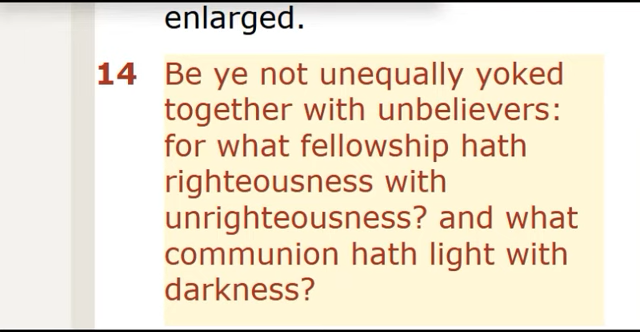 enlarged.
14 Be ye not unequally yoked
together with unbelievers:
for what fellowship hath
righteousness with
unrighteousness? and what
communion hath light with
darkness?